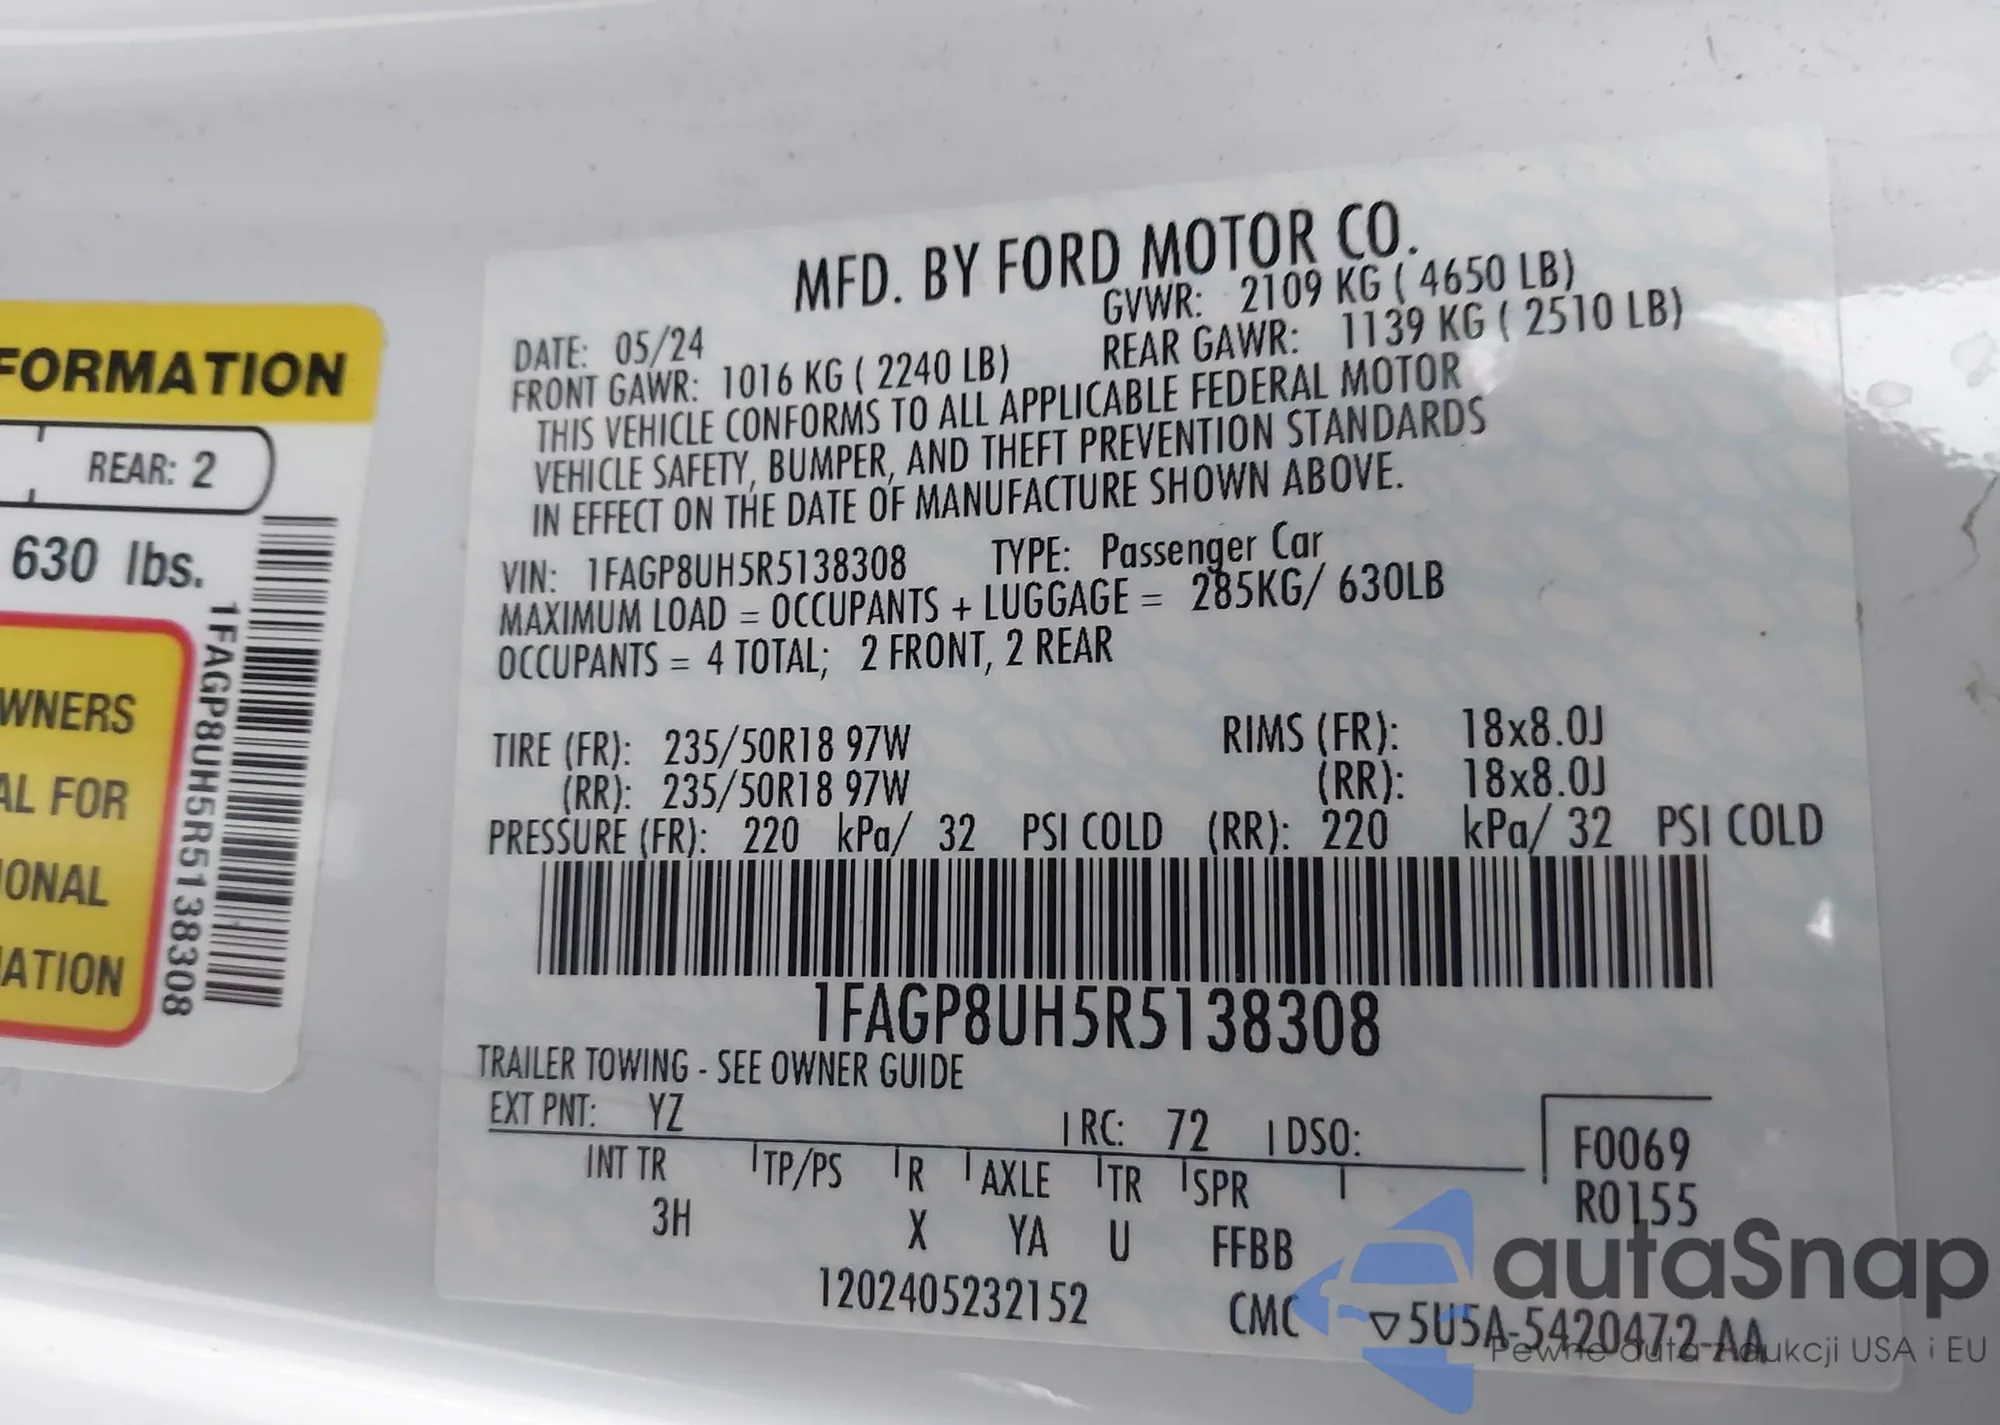 FORMATION
REAR: 2
630 lbs.
WNERS
AL FOR
IONAL
ATION
1FAGP8UH5R5138308
MFD. BY FORD MOTOR CO.
DATE: 05/24 GVWR: 2109 KG ( 4650 LB)
FRONT GAWR: 1016 KG ( 2240 LB) REAR GAWR: 1139 KG ( 2510 LB)
THIS VEHICLE CONFORMS TO ALL APPLICABLE FEDERAL MOTOR
VEHICLE SAFETY, BUMPER, AND THEFT PREVENTION STANDARDS
IN EFFECT ON THE DATE OF MANUFACTURE SHOWN ABOVE.
VIN: 1FAGP8UH5R5138308 TYPE: Passenger Car
MAXIMUM LOAD = OCCUPANTS + LUGGAGE = 285KG/ 630LB
OCCUPANTS = 4 TOTAL; 2 FRONT, 2 REAR
TIRE (FR): 235/50R18 97W RIMS (FR): 18x8.0J
(RR): 235/50R18 97W (RR): 18x8.0J
PRESSURE (FR): 220 kPa/ 32 PSI COLD (RR): 220 kPa/ 32 PSI COLD
1FAGP8UH5R5138308
TRAILER TOWING - SEE OWNER GUIDE
EXT PNT: YZ RC: 72 DSO:
F0069
R0155
INT TR TP/PS R AXLE TR SPR
3H X YA U FFBB
1202405232152 CMC ▽5U5A-5420472-AA
autaSnap
Pewne auta z aukcji USA i EU